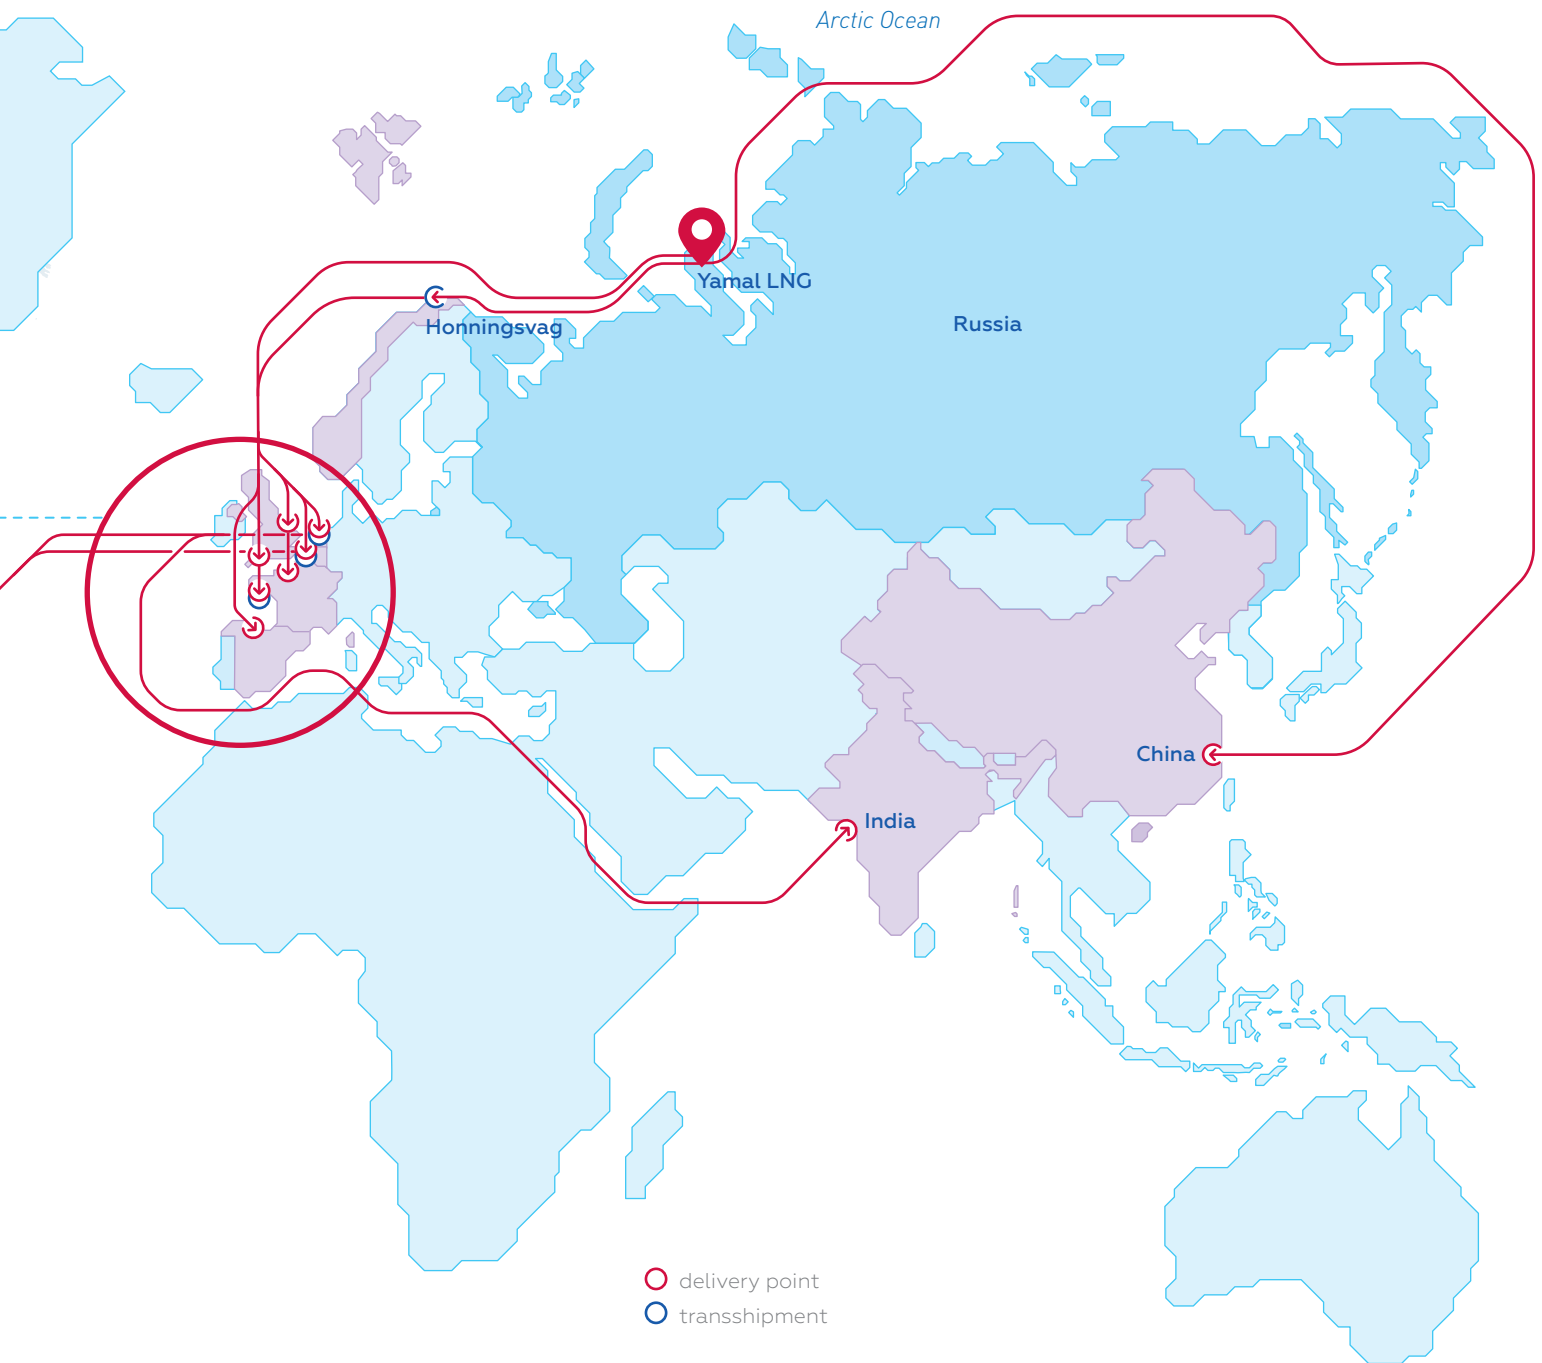 Arctic Ocean
Yamal LNG
Honningsvag
Russia
China
India
delivery point
transshipment